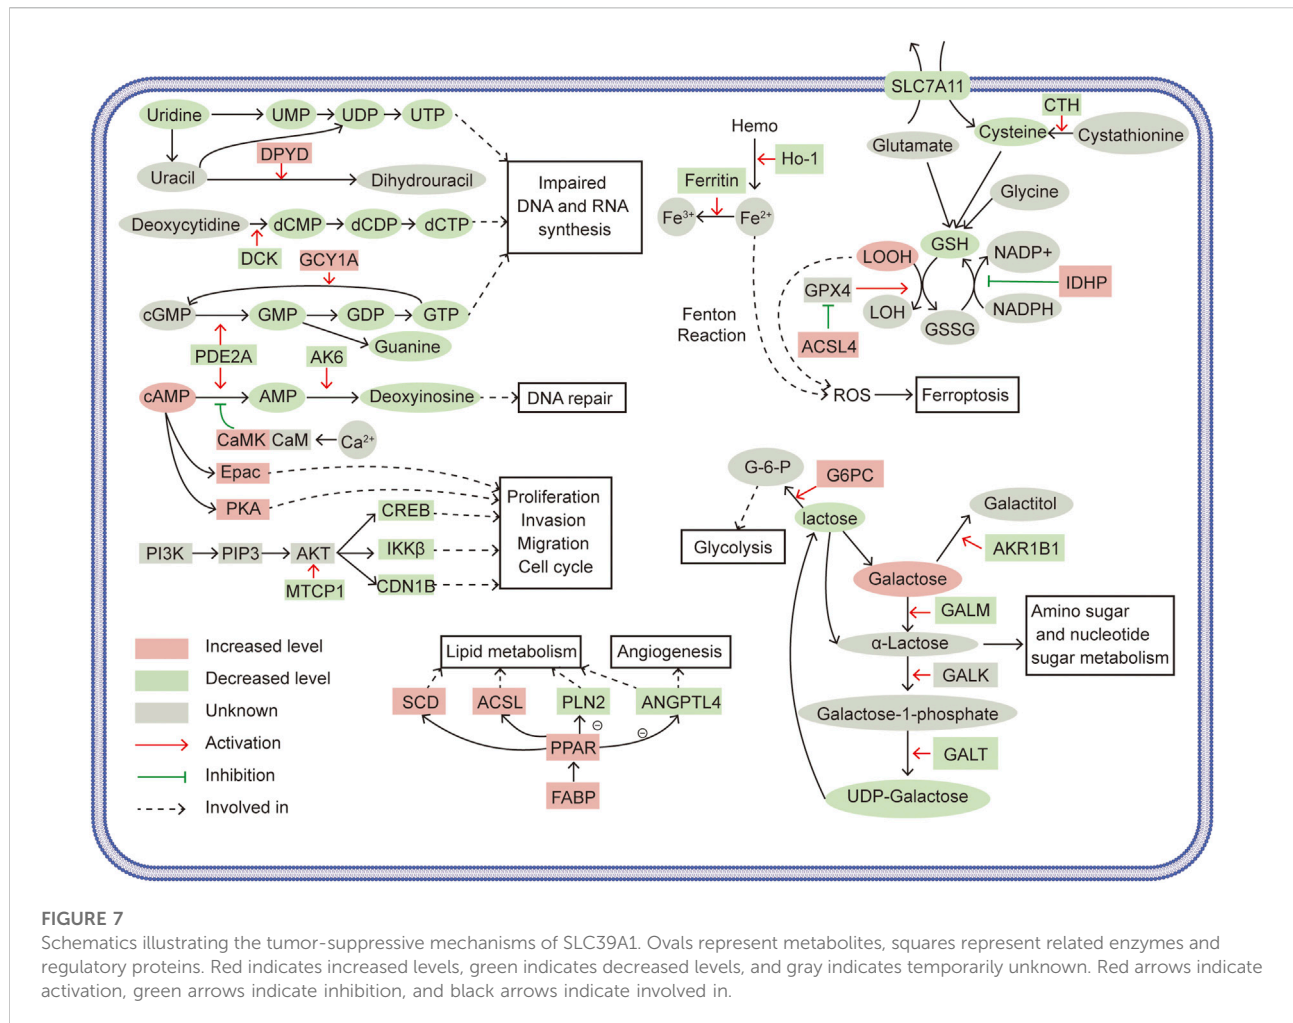 SLC7A11
Uridine
UMP
UDP
UTP
CTH
Cysteine
Cystathionine
Hemo
Glutamate
DPYD
Ho-1
Uracil
Dihydrouracil
Impaired
DNA and RNA
synthesis
Ferritin
Glycine
Fe3+
Fe2+
Deoxycytidine
dCMP
dCDP
dCTP
DCK
GCY1A
LOOH
GSH
NADP+
GPX4
IDHP
cGMP
GMP
GDP
GTP
LOH
GSSG
NADPH
Fenton
Reaction
Guanine
ACSL4
PDE2A
AK6
cAMP
AMP
Deoxyinosine
DNA repair
ROS
Ferroptosis
CaMK
CaM
Ca2+
Epac
PKA
Proliferation
Invasion
Migration
Cell cycle
CREB
PI3K
PIP3
AKT
IKKβ
MTCP1
CDN1B
G-6-P
G6PC
lactose
Galactitol
Glycolysis
AKR1B1
Galactose
GALM
α-Lactose
Amino sugar
and nucleotide
sugar metabolism
GALK
Galactose-1-phosphate
GALT
UDP-Galactose
Increased level
Decreased level
Unknown
Activation
Inhibition
Involved in
Lipid metabolism
Angiogenesis
SCD
ACSL
PLN2
ANGPTL4
PPAR
FABP
FIGURE 7
Schematics illustrating the tumor-suppressive mechanisms of SLC39A1. Ovals represent metabolites, squares represent related enzymes and
regulatory proteins. Red indicates increased levels, green indicates decreased levels, and gray indicates temporarily unknown. Red arrows indicate
activation, green arrows indicate inhibition, and black arrows indicate involved in.